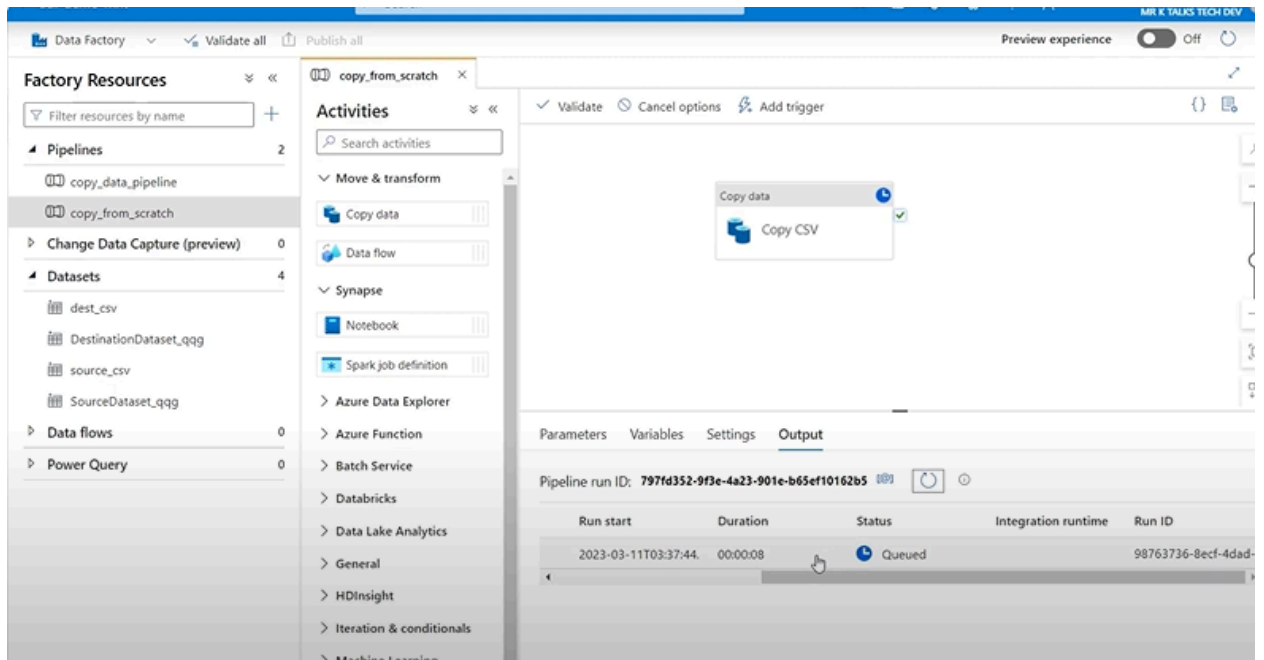 MR K TALKS TECH DEV
Data Factory
Validate all
Publish all
Preview experience
Off
Factory Resources
Filter resources by name
Pipelines 2
copy_data_pipeline
copy_from_scratch
Change Data Capture (preview) 0
Datasets 4
dest_csv
DestinationDataset_qqg
source_csv
SourceDataset_qqg
Data flows 0
Power Query 0
copy_from_scratch
Activities
Search activities
Move & transform
Copy data
Data flow
Synapse
Notebook
Spark job definition
Azure Data Explorer
Azure Function
Batch Service
Databricks
Data Lake Analytics
General
HDInsight
Iteration & conditionals
Machine Learning
Validate
Cancel options
Add trigger
Copy data
Copy CSV
Parameters Variables Settings Output
Pipeline run ID: 797fd352-9f3e-4a23-901e-b65ef10162b5
Run start Duration Status Integration runtime Run ID
2023-03-11T03:37:44. 00:00:08 Queued 98763736-8ecf-4dad-